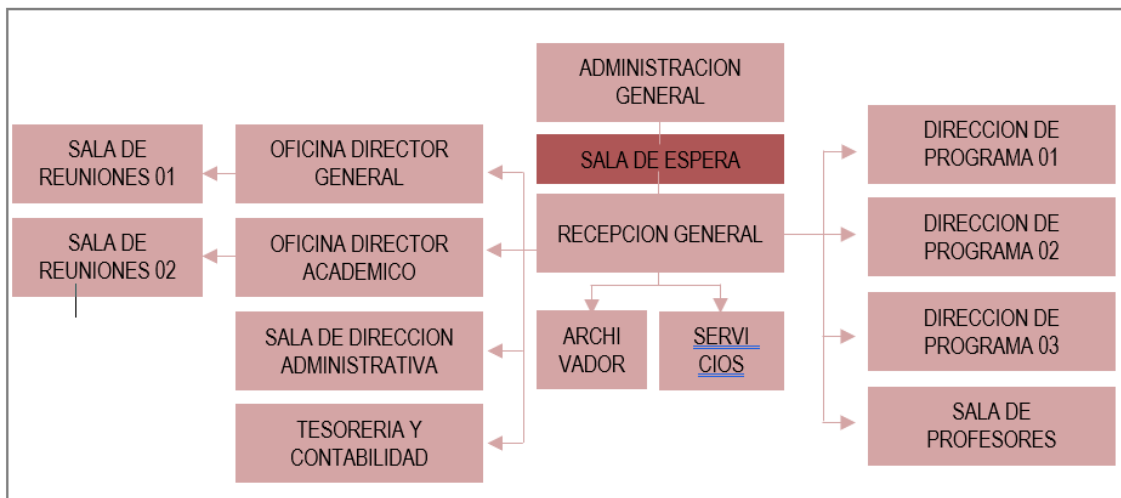 ADMINISTRACION
GENERAL
SALA DE ESPERA
RECEPCION GENERAL
ARCHI
VADOR
SERVI
CIOS
SALA DE
REUNIONES 01
OFICINA DIRECTOR
GENERAL
SALA DE
REUNIONES 02
OFICINA DIRECTOR
ACADEMICO
SALA DE DIRECCION
ADMINISTRATIVA
TESORERIA Y
CONTABILIDAD
DIRECCION DE
PROGRAMA 01
DIRECCION DE
PROGRAMA 02
DIRECCION DE
PROGRAMA 03
SALA DE
PROFESORES